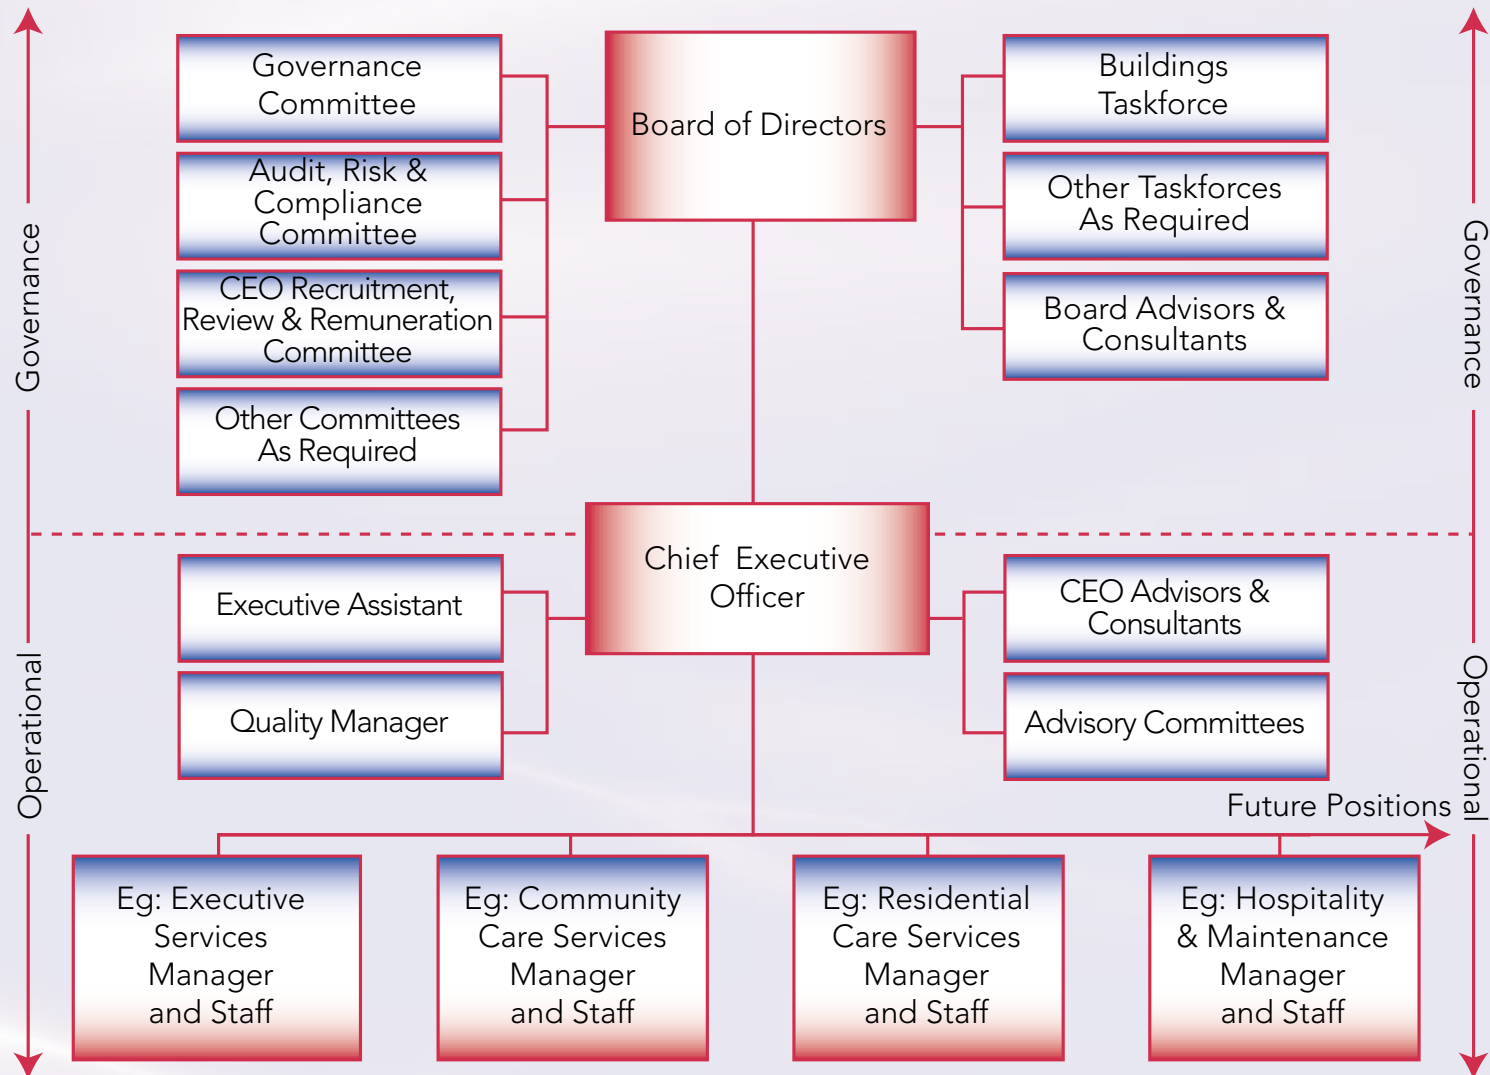 Governance
Committee
Audit, Risk &
Compliance
Committee
CEO Recruitment,
Review & Remuneration
Committee
Other Committees
As Required
Board of Directors
Buildings
Taskforce
Other Taskforces
As Required
Board Advisors &
Consultants
Governance
Governance
Chief Executive
Officer
Executive Assistant
Quality Manager
CEO Advisors &
Consultants
Advisory Committees
Operational
Operational
Future Positions
Eg: Executive
Services
Manager
and Staff
Eg: Community
Care Services
Manager
and Staff
Eg: Residential
Care Services
Manager
and Staff
Eg: Hospitality
& Maintenance
Manager
and Staff